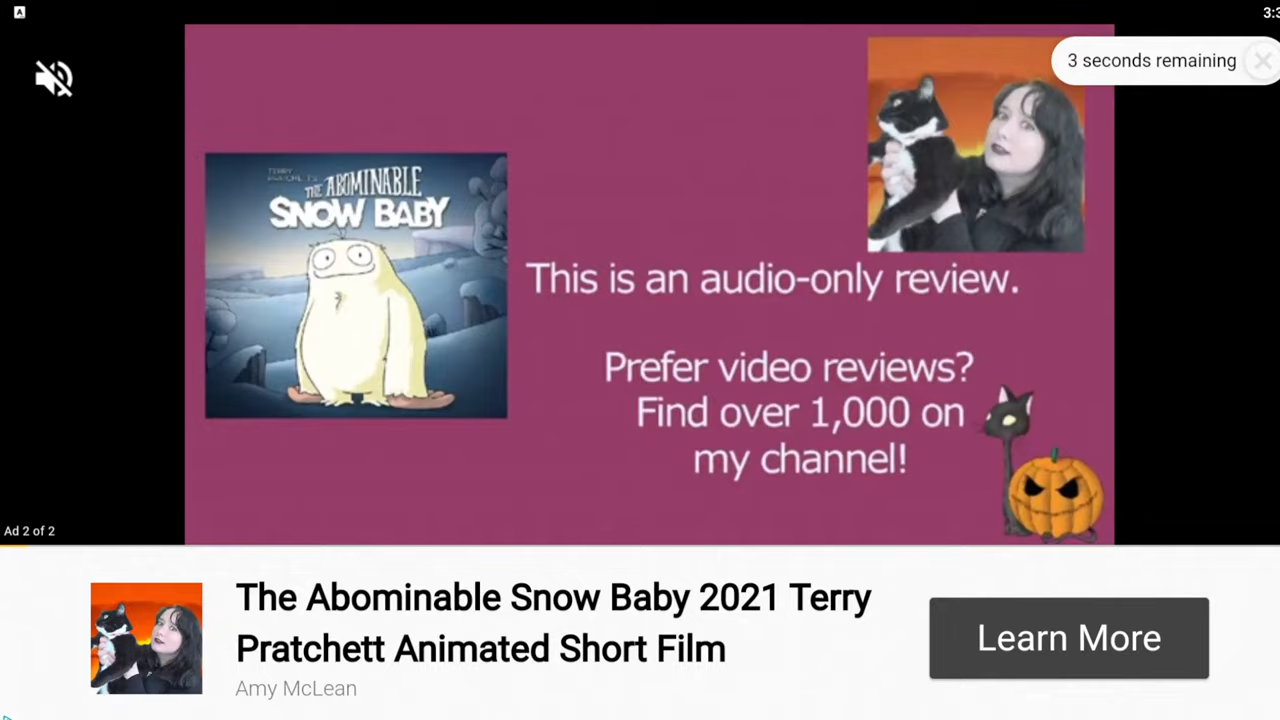 A
3:3
3 seconds remaining
TERRY
THE ABOMINABLE
SNOW BABY
This is an audio-only review.
Prefer video reviews?
Find over 1,000 on
my channel!
Ad 2 of 2
The Abominable Snow Baby 2021 Terry
Pratchett Animated Short Film
Amy McLean
Learn More